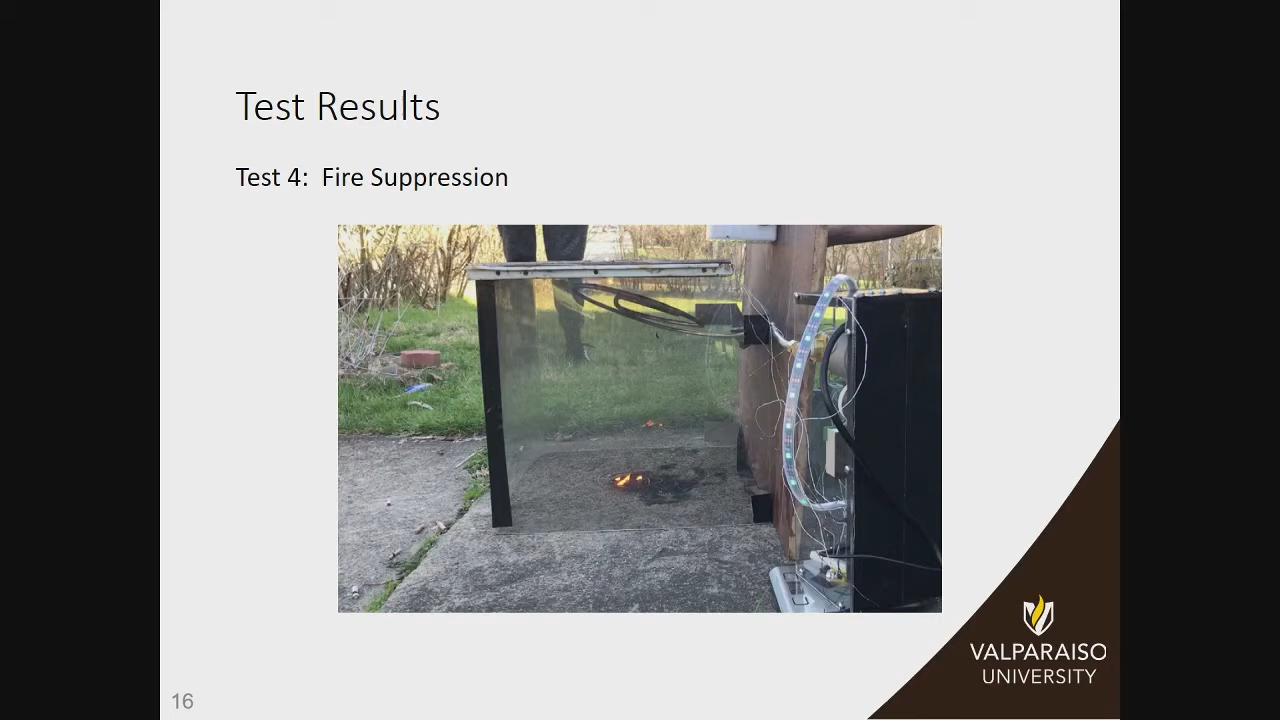 Test Results
Test 4: Fire Suppression
VALPARAISO
UNIVERSITY
16